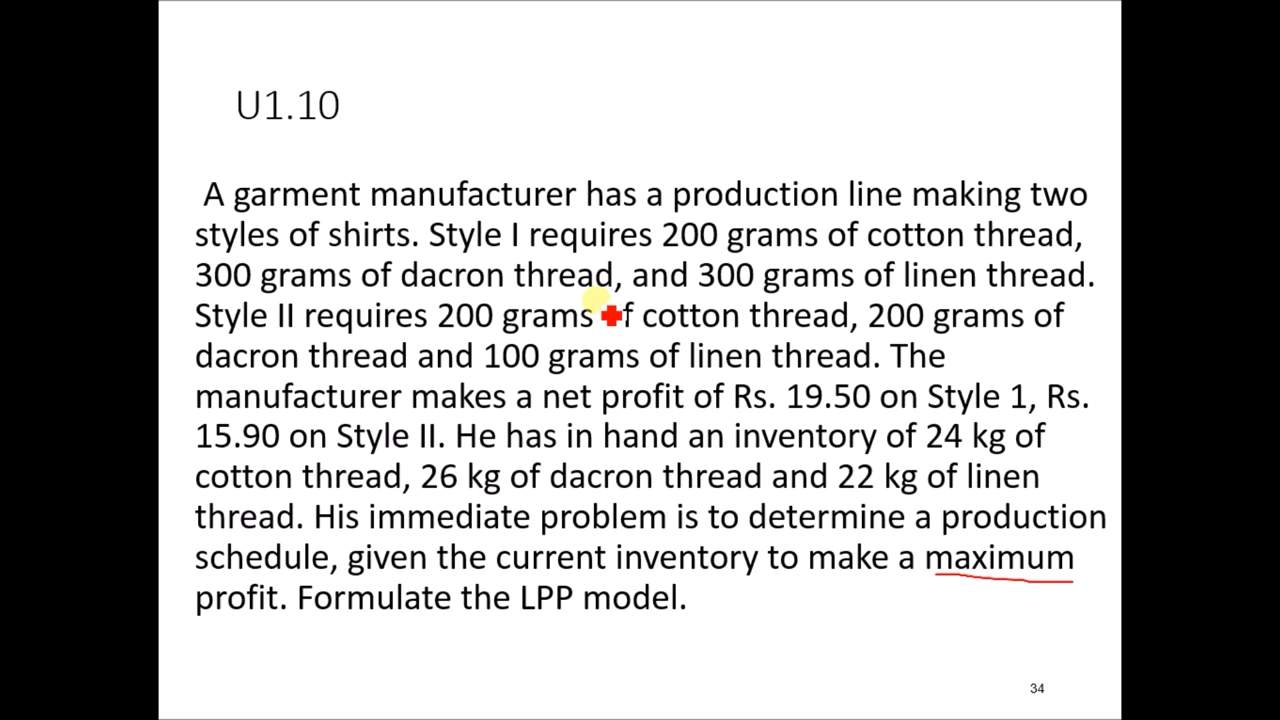 U1.10
A garment manufacturer has a production line making two
styles of shirts. Style I requires 200 grams of cotton thread,
300 grams of dacron thread, and 300 grams of linen thread.
Style II requires 200 grams of cotton thread, 200 grams of
dacron thread and 100 grams of linen thread. The
manufacturer makes a net profit of Rs. 19.50 on Style 1, Rs.
15.90 on Style II. He has in hand an inventory of 24 kg of
cotton thread, 26 kg of dacron thread and 22 kg of linen
thread. His immediate problem is to determine a production
schedule, given the current inventory to make a maximum
profit. Formulate the LPP model.
34